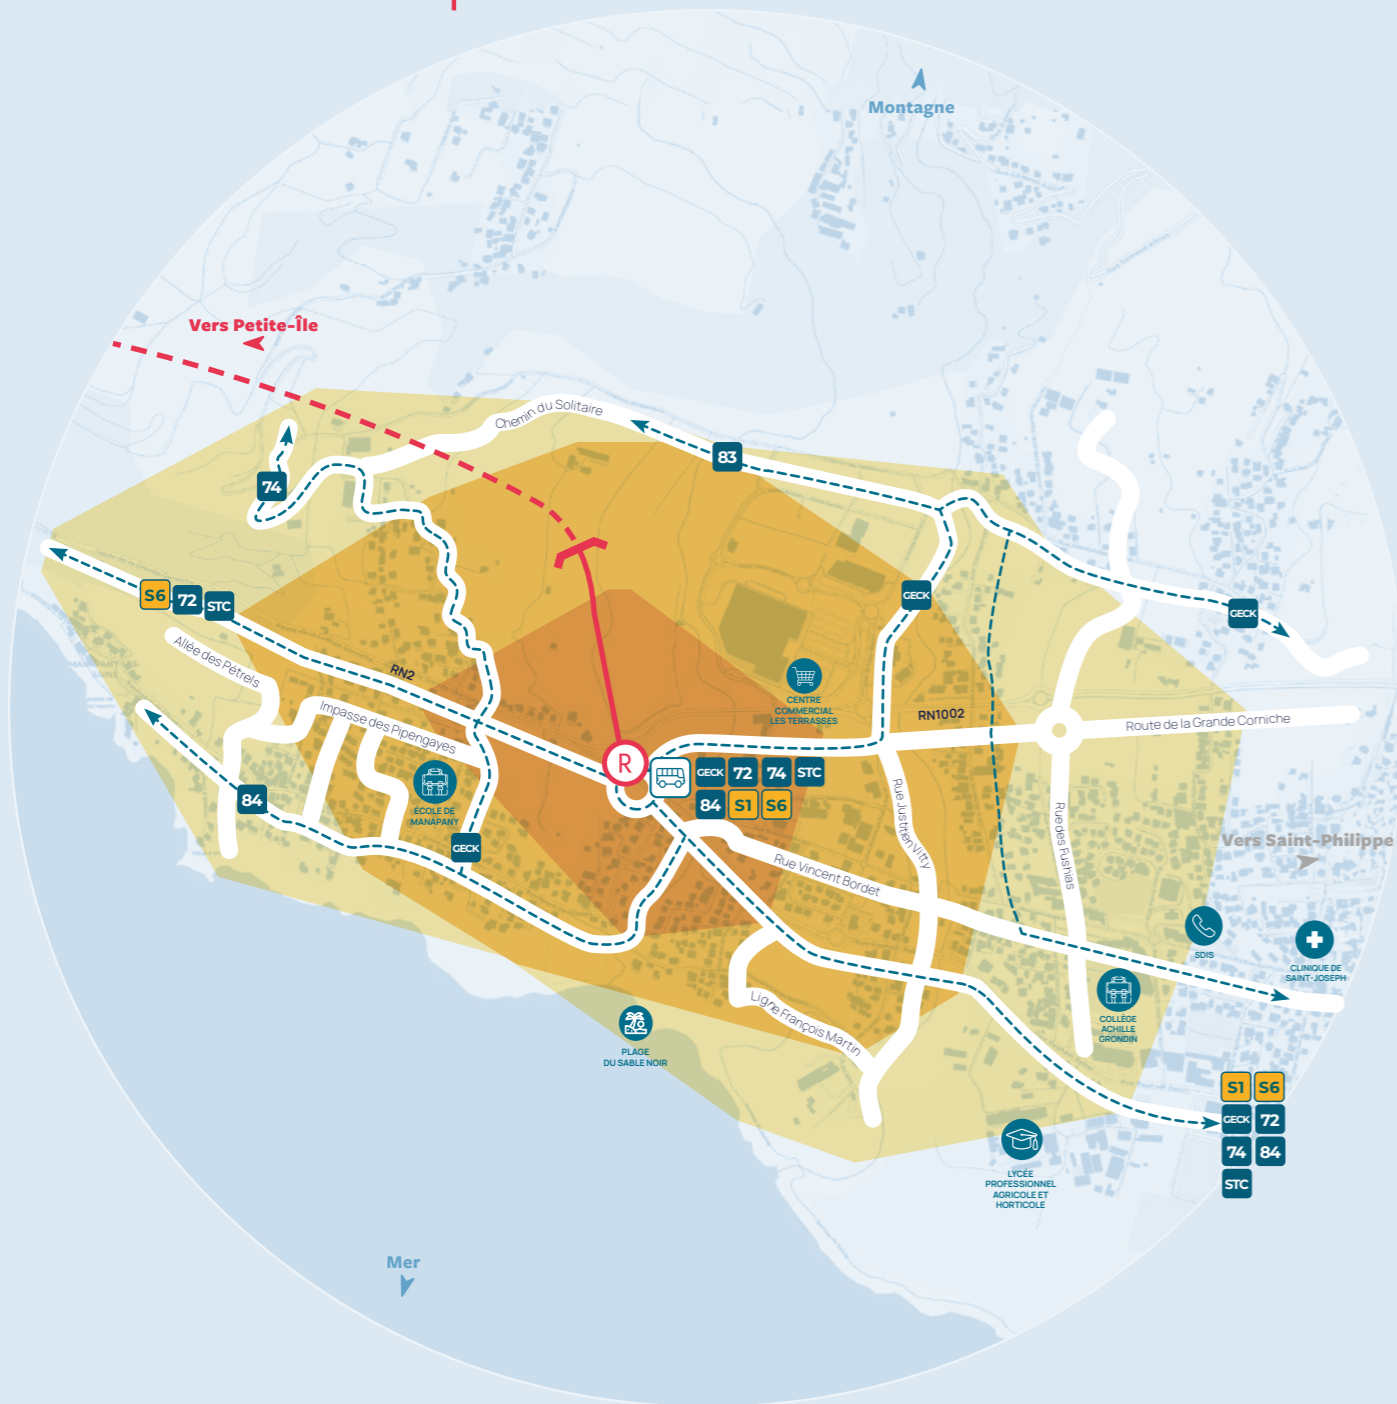 Montagne
Vers Petite-Île
Chemin du Solitaire
83
74
GECK
S6
72
STC
GECK
Allée des Pétrels
RN2
CENTRE
COMMERCIAL
LES TERRASSES
Impasse des Pipengayes
RN1002
Route de la Grande Corniche
R
GECK
72
74
STC
84
S1
S6
84
ÉCOLE DE
MANAPANY
GECK
Rue Justitien Vitty
Rue des Fushias
Vers Saint-Philippe
Rue Vincent Bordet
SDIS
CLINIQUE DE
SAINT-JOSEPH
Ligne François Martin
COLLÈGE
ACHILLE
GRONDIN
PLAGE
DU SABLE NOIR
S1
S6
GECK
72
74
84
STC
LYCÉE
PROFESSIONNEL
AGRICOLE ET
HORTICOLE
Mer